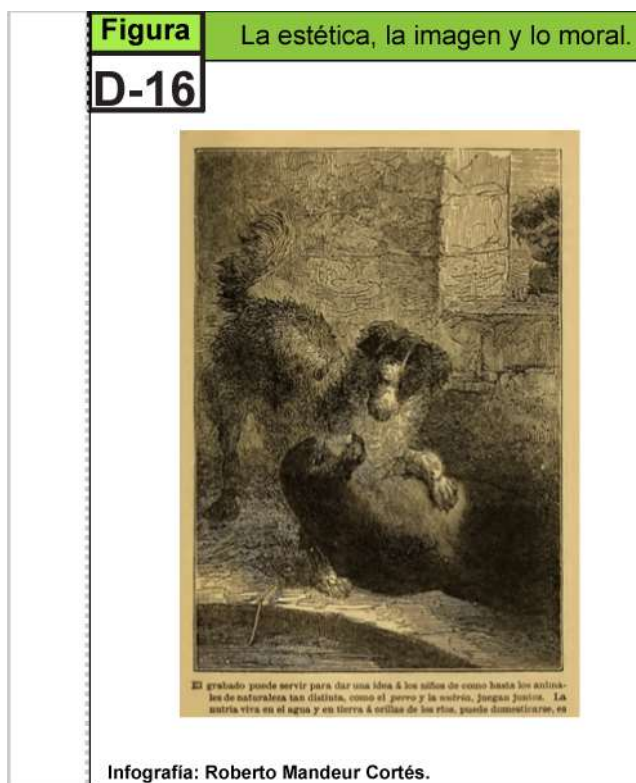 Figura
La estética, la imagen y lo moral.
D-16
El grabado puede servir para dar una idea á los niños de como hasta los anima-
les de naturaleza tan distinta, como el perro y la nutria, juegan juntos. La
nutria viva en el agua y en tierra á orillas de los rios, puede domesticarse, es
Infografía: Roberto Mandeur Cortés.